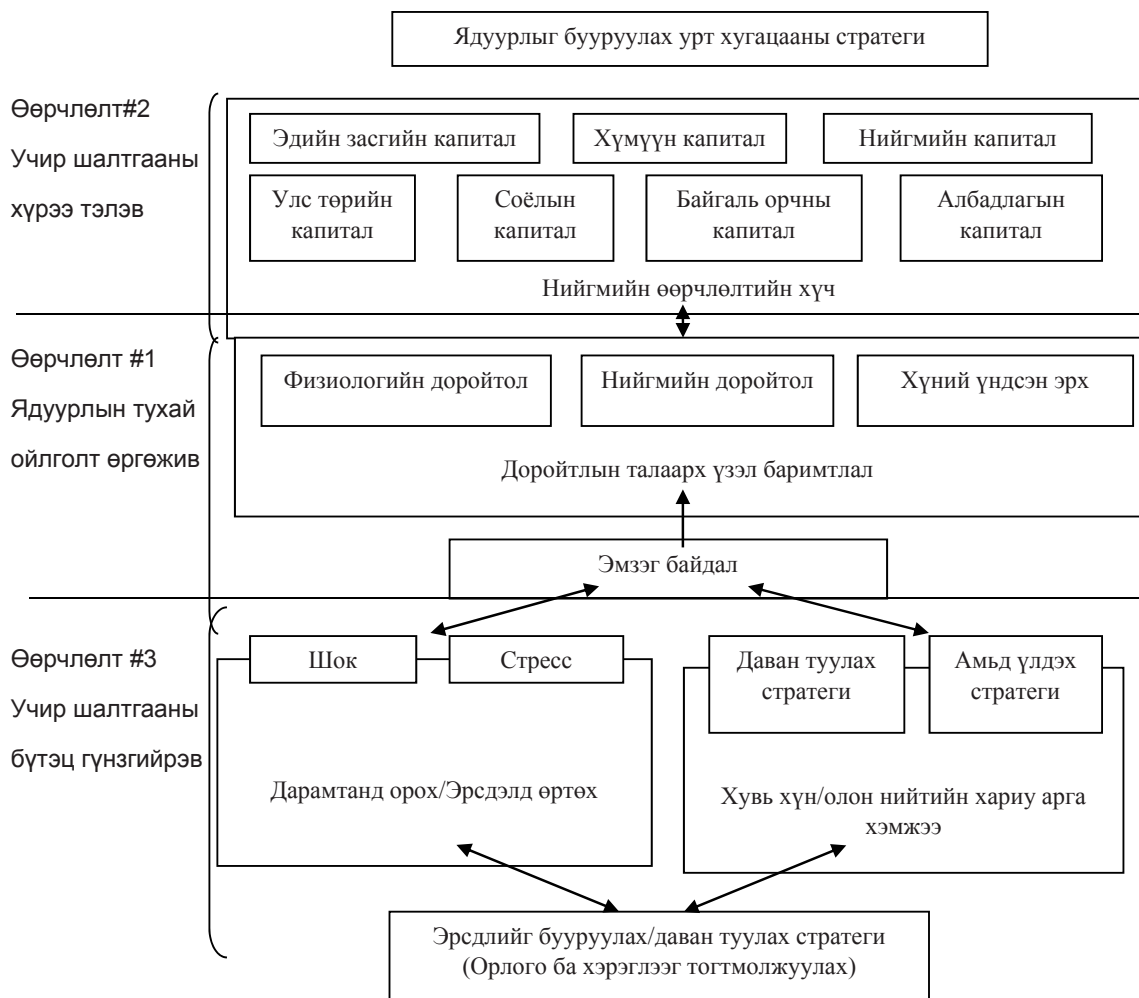 Ядуурлыг бууруулах урт хугацааны стратеги
Өөрчлөлт#2
Учир шалтгааны
хүрээ тэлэв
Эдийн засгийн капитал
Хүмүүн капитал
Нийгмийн капитал
Улс төрийн
капитал
Соёлын
капитал
Байгаль орчны
капитал
Албадлагын
капитал
Нийгмийн өөрчлөлтийн хүч
Өөрчлөлт #1
Ядуурлын тухай
ойлголт өргөжив
Физиологийн доройтол
Нийгмийн доройтол
Хүний үндсэн эрх
Доройтлын талаарх үзэл баримтлал
Эмзэг байдал
Өөрчлөлт #3
Учир шалтгааны
бүтэц гүнзгийрэв
Шок
Стресс
Дарамтанд орох/Эрсдэлд өртөх
Даван туулах
стратеги
Амьд үлдэх
стратеги
Хувь хүн/олон нийтийн хариу арга
хэмжээ
Эрсдлийг бууруулах/даван туулах стратеги
(Орлого ба хэрэглээг тогтмолжуулах)